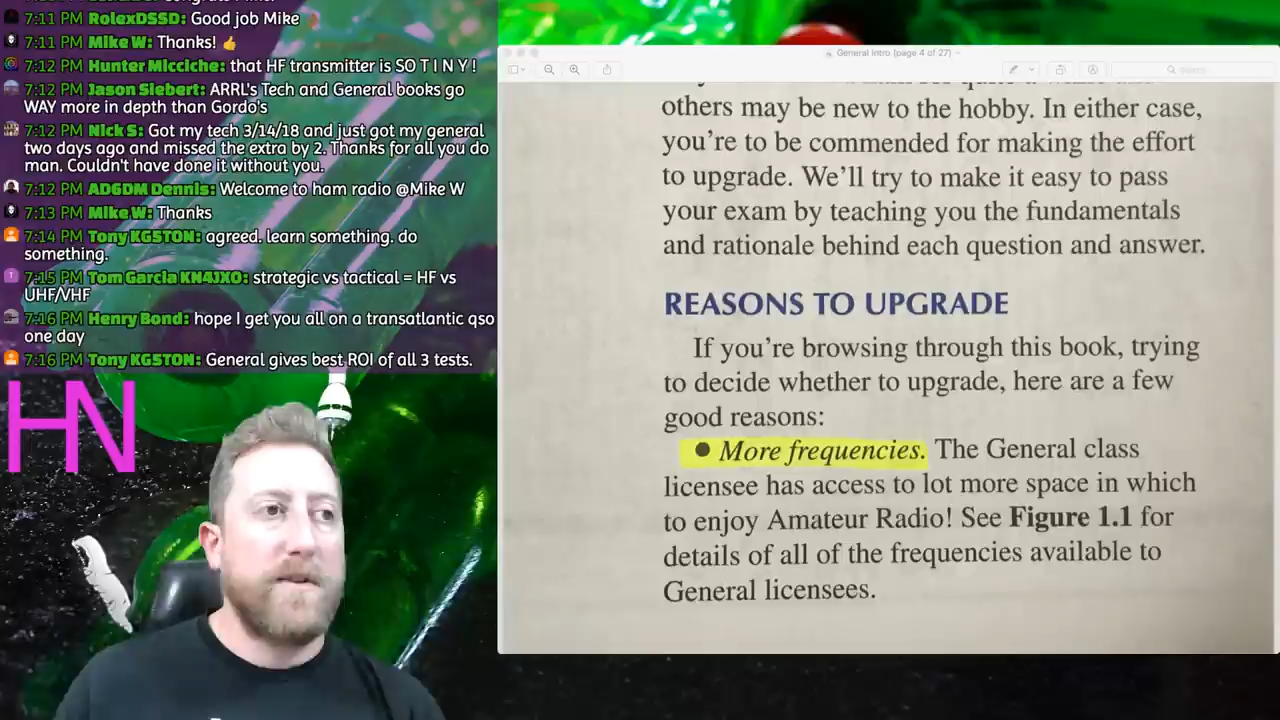 7:11 PM RolexDSSD: Good job Mike
7:11 PM Mike W: Thanks! 👍
7:12 PM Hunter Micciche: that HF transmitter is SO T I N Y !
7:12 PM Jason Siebert: ARRL's Tech and General books go
WAY more in depth than Gordo's
7:12 PM Nick S: Got my tech 3/14/18 and just got my general
two days ago and missed the extra by 2. Thanks for all you do
man. Couldn't have done it without you.
7:12 PM AD6DM Dennis: Welcome to ham radio @Mike W
7:13 PM Mike W: Thanks
7:14 PM Tony KG5TON: agreed. learn something. do
something.
7:15 PM Tom Garcia KN4JXO: strategic vs tactical = HF vs
UHF/VHF
7:16 PM Henry Bond: hope I get you all on a transatlantic qso
one day
7:16 PM Tony KG5TON: General gives best ROI of all 3 tests.
HN
General Intro (page 4 of 27)
Search
others may be new to the hobby. In either case,
you're to be commended for making the effort
to upgrade. We'll try to make it easy to pass
your exam by teaching you the fundamentals
and rationale behind each question and answer.
REASONS TO UPGRADE
If you're browsing through this book, trying
to decide whether to upgrade, here are a few
good reasons:
● More frequencies. The General class
licensee has access to lot more space in which
to enjoy Amateur Radio! See Figure 1.1 for
details of all of the frequencies available to
General licensees.